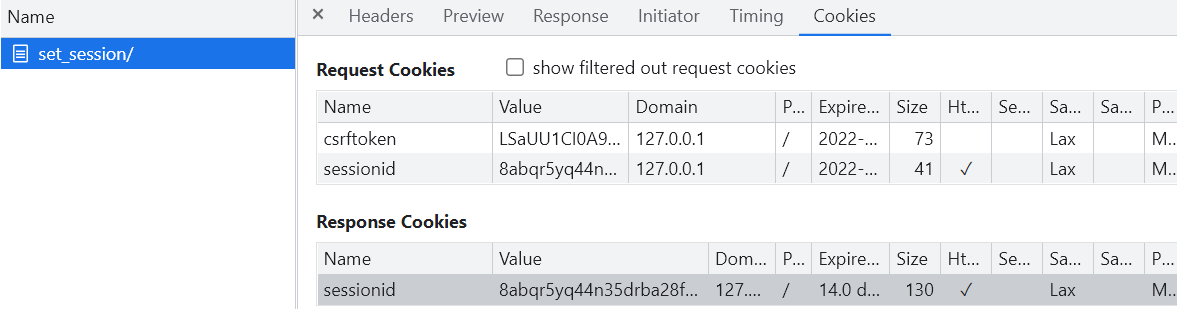 Name
× Headers Preview Response Initiator Timing Cookies
set_session/
Request Cookies show filtered out request cookies
Name Value Domain P... Expire... Size Ht... Se... Sa... Sa... P...
csrftoken LSaUU1CI0A9... 127.0.0.1 / 2022-... 73 Lax M...
sessionid 8abqr5yq44n... 127.0.0.1 / 2022-... 41 ✓ Lax M...
Response Cookies
Name Value Dom... P... Expire... Size Ht... Se... Sa... Sa... P...
sessionid 8abqr5yq44n35drba28f... 127.... / 14.0 d... 130 ✓ Lax M...